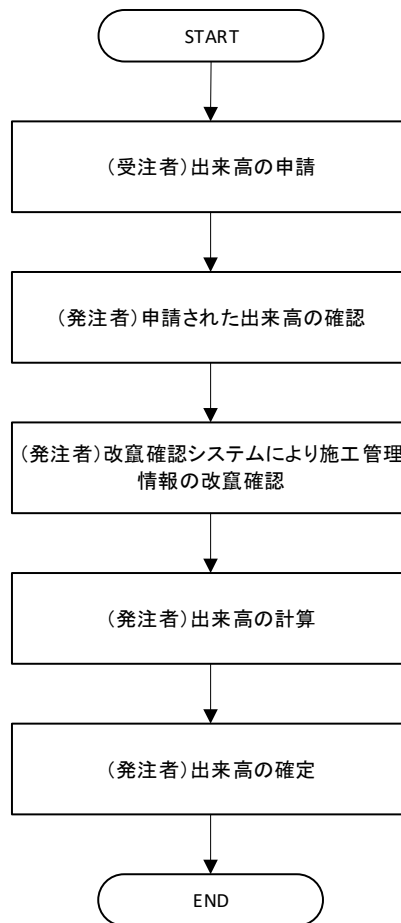 START
（受注者）出来高の申請
（発注者）申請された出来高の確認
（発注者）改竄確認システムにより施工管理
情報の改竄確認
（発注者）出来高の計算
（発注者）出来高の確定
END